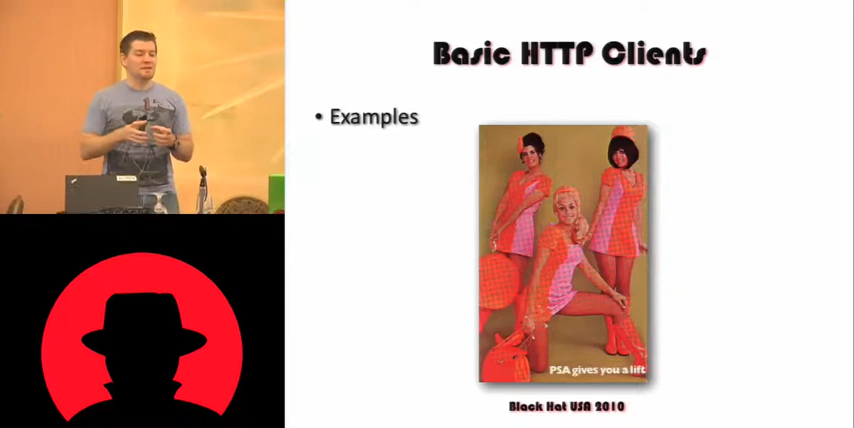 Basic HTTP Clients
• Examples
PSA gives you a lift
Black Hat USA 2010